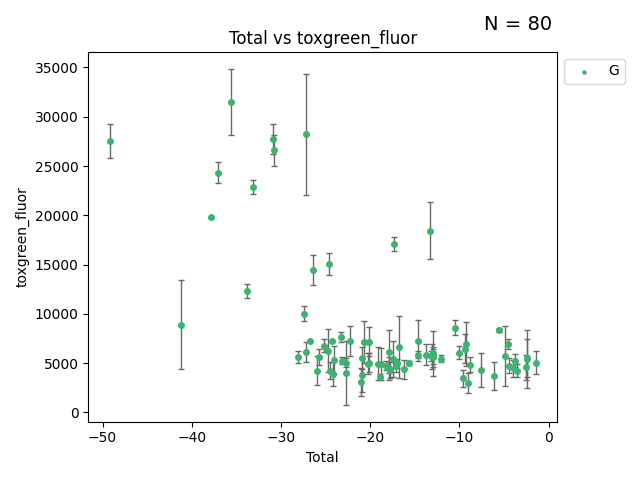 N = 80
Total vs toxgreen_fluor
G
toxgreen_fluor
35000
30000
25000
20000
15000
10000
5000
0
−50 −40 −30 −20 −10 0
Total